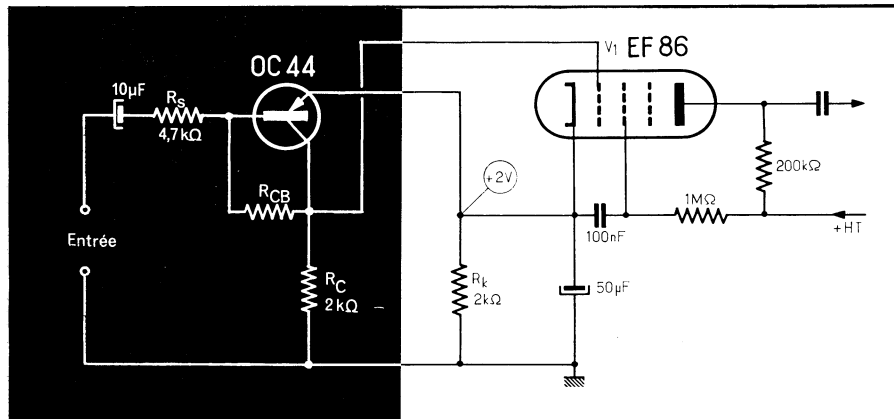 OC 44
V1 EF 86
10µF
RS
4,7kΩ
+2V
200kΩ
RCB
1MΩ
100nF
+HT
Entrée
RC
2kΩ
Rk
2kΩ
50µF